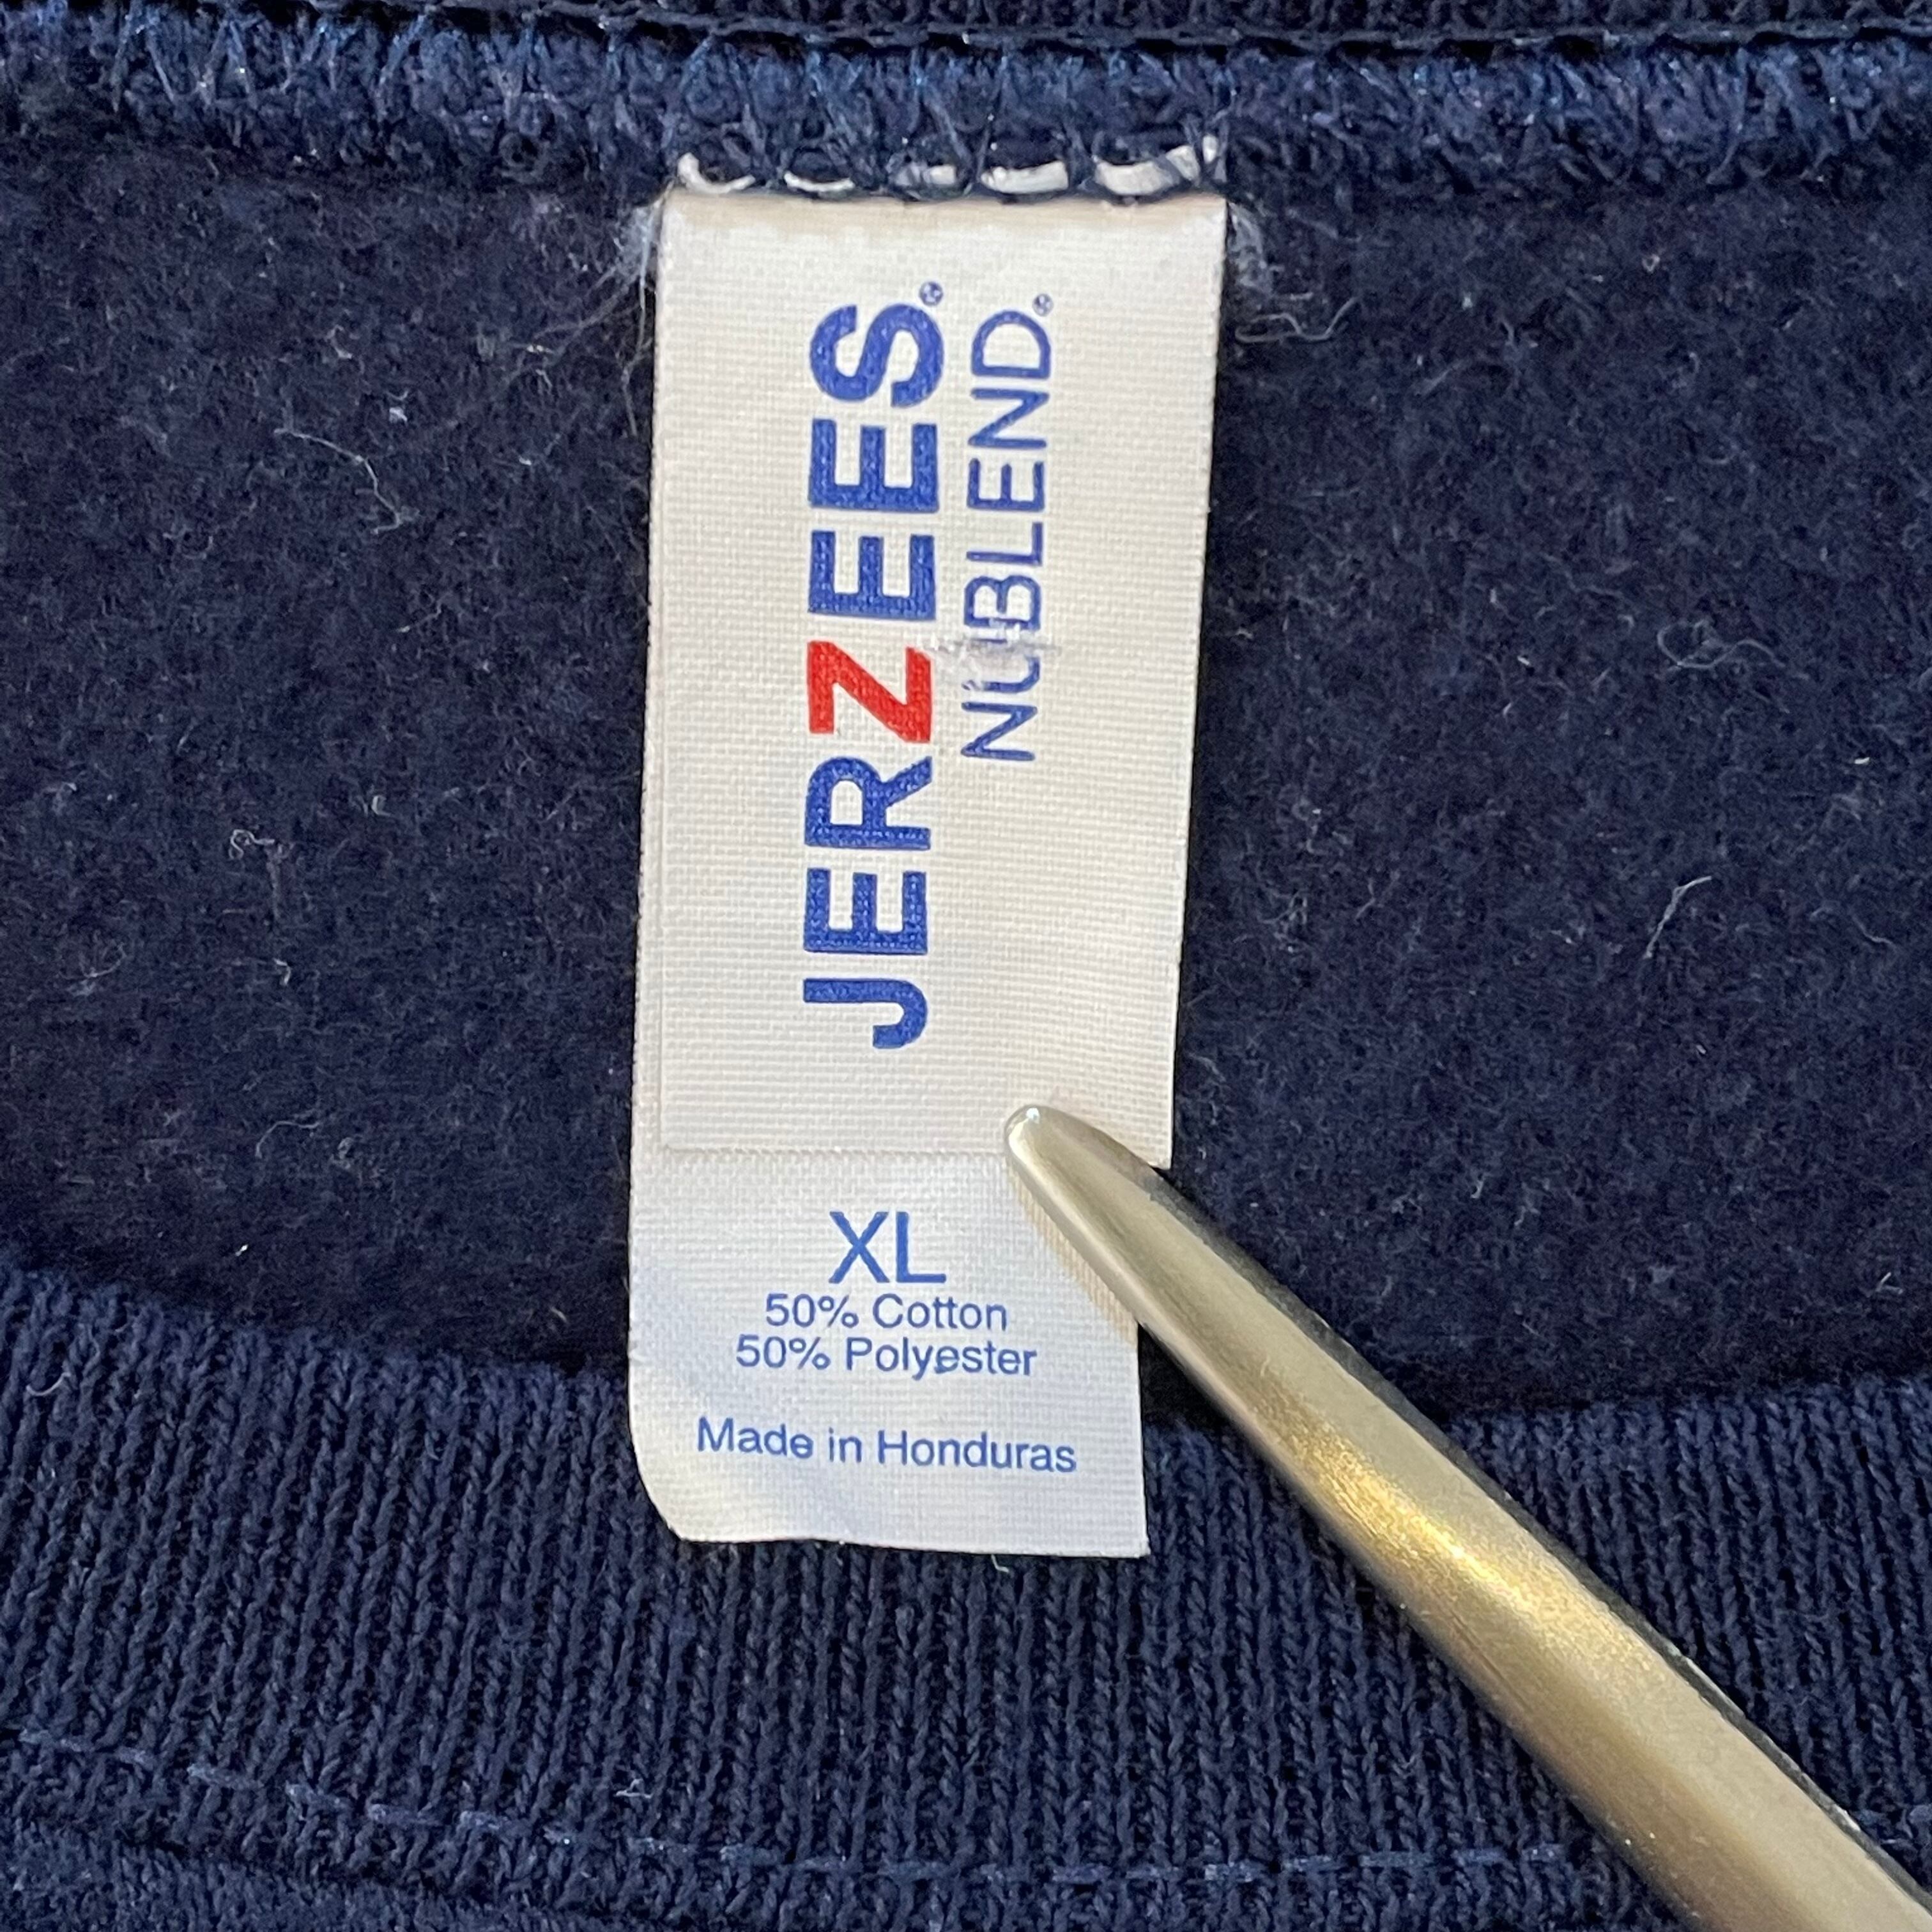 JERZEES®
NUBLEND®
XL
50% Cotton
50% Polyester
Made in Honduras